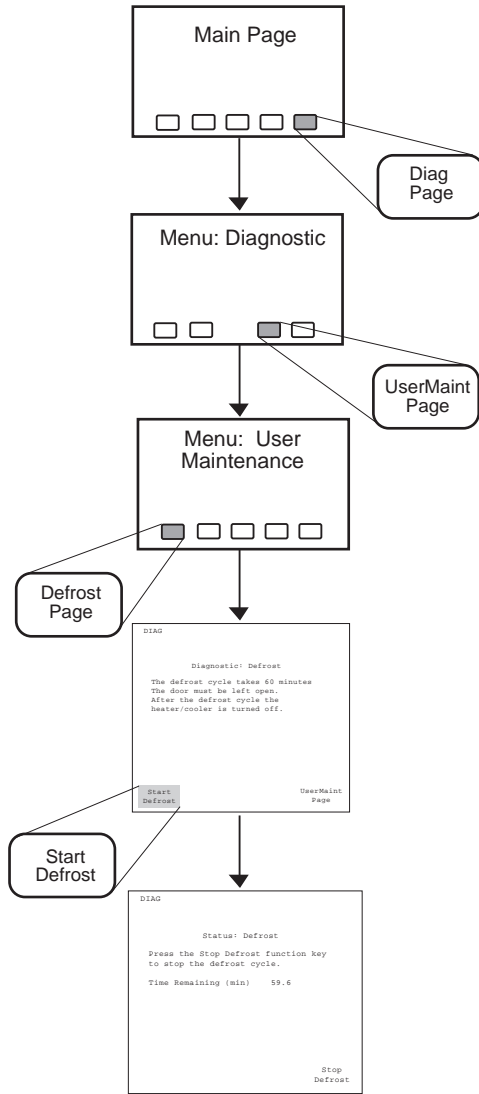 Main Page
Diag
Page
Menu: Diagnostic
UserMaint
Page
Menu: User
Maintenance
Defrost
Page
DIAG
Diagnostic: Defrost
The defrost cycle takes 60 minutes
The door must be left open.
After the defrost cycle the
heater/cooler is turned off.
Start
Defrost
UserMaint
Page
Start
Defrost
DIAG
Status: Defrost
Press the Stop Defrost function key
to stop the defrost cycle.
Time Remaining (min) 59.6
Stop
Defrost